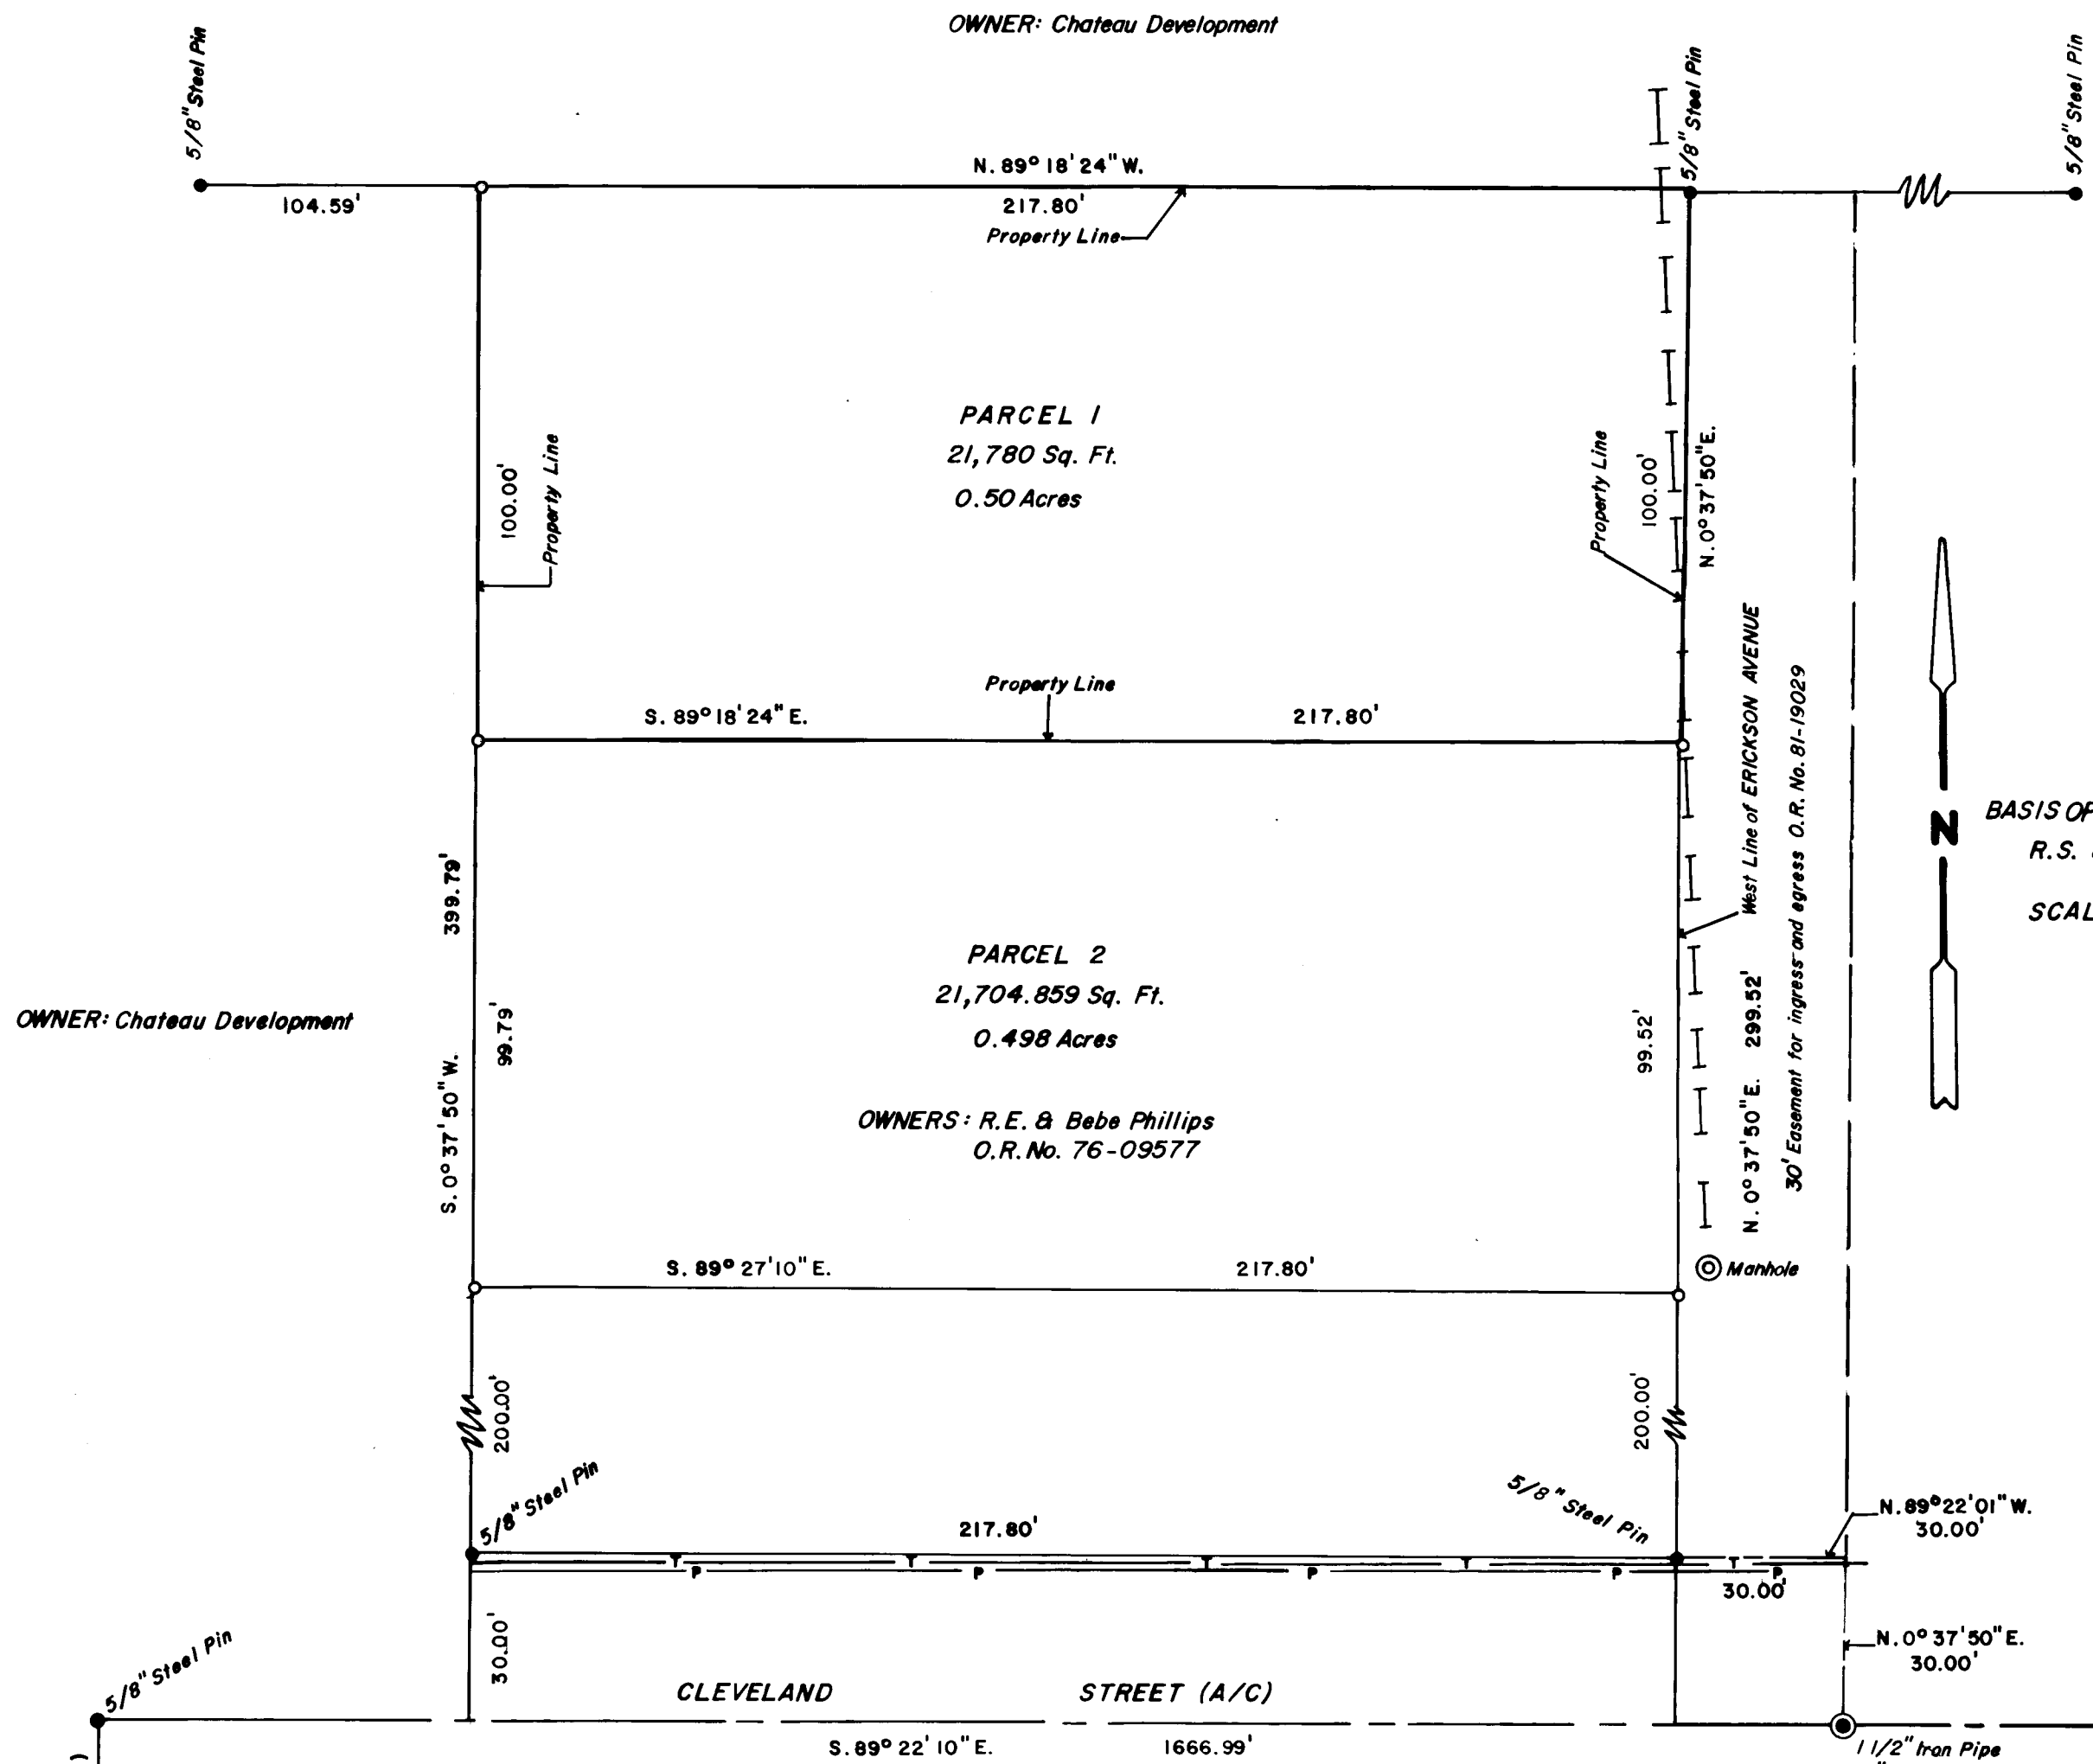 OWNER: Chateau Development
5/8" Steel Pin
5/8" Steel Pin
5/8" Steel Pin
N. 89° 18' 24" W.
104.59'
217.80'
Property Line
PARCEL 1
21,780 Sq. Ft.
0.50 Acres
100.00'
Property Line
Property Line
100.00'
N. 0° 37' 50" E.
Property Line
S. 89° 18' 24" E.
217.80'
West Line of ERICKSON AVENUE
30' Easement for ingress and egress O.R. No. 81-19029
N. 0° 37' 50" E. 299.52'
N
BASIS OF
R.S.
SCAL
S. 0° 37' 50" W. 399.79'
99.79'
PARCEL 2
21,704.859 Sq. Ft.
0.498 Acres
99.52'
OWNER: Chateau Development
OWNERS: R.E. & Bebe Phillips
O.R. No. 76-09577
S. 89° 27' 10" E.
217.80'
Manhole
200.00'
200.00'
5/8" Steel Pin
5/8" Steel Pin
217.80'
N. 89° 22' 01" W.
30.00'
T T T T T
P P P P P
30.00'
30.00'
N. 0° 37' 50" E.
30.00'
5/8" Steel Pin
CLEVELAND STREET (A/C)
S. 89° 22' 10" E. 1666.99'
1 1/2" Iron Pipe